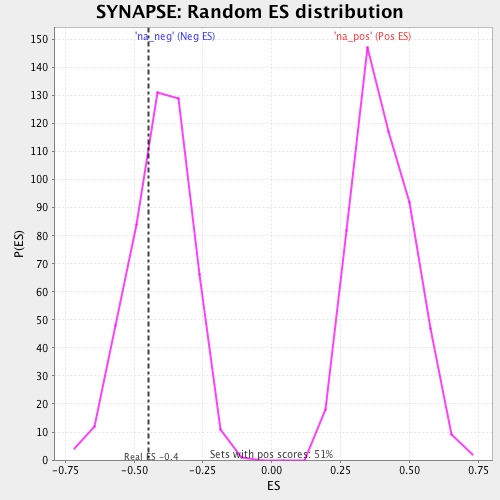 SYNAPSE: Random ES distribution
'na_neg' (Neg ES) 'na_pos' (Pos ES)
150
140
130
120
110
100
90
80
70
60
50
40
30
20
10
0
P(ES)
Real ES -0.4
Sets with pos scores: 51%
-0.75 -0.50 -0.25 0.00 0.25 0.50 0.75
ES